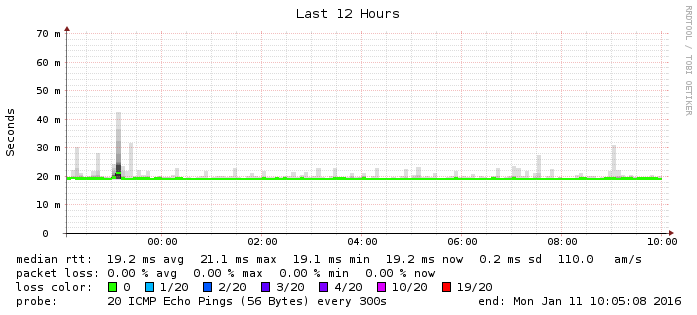 Last 12 Hours
RRDTOOL / TOBI OETIKER
Seconds
70 m
60 m
50 m
40 m
30 m
20 m
10 m
0
00:00 02:00 04:00 06:00 08:00 10:00
median rtt: 19.2 ms avg 21.1 ms max 19.1 ms min 19.2 ms now 0.2 ms sd 110.0 am/s
packet loss: 0.00 % avg 0.00 % max 0.00 % min 0.00 % now
loss color: 0 1/20 2/20 3/20 4/20 10/20 19/20
probe: 20 ICMP Echo Pings (56 Bytes) every 300s end: Mon Jan 11 10:05:08 2016